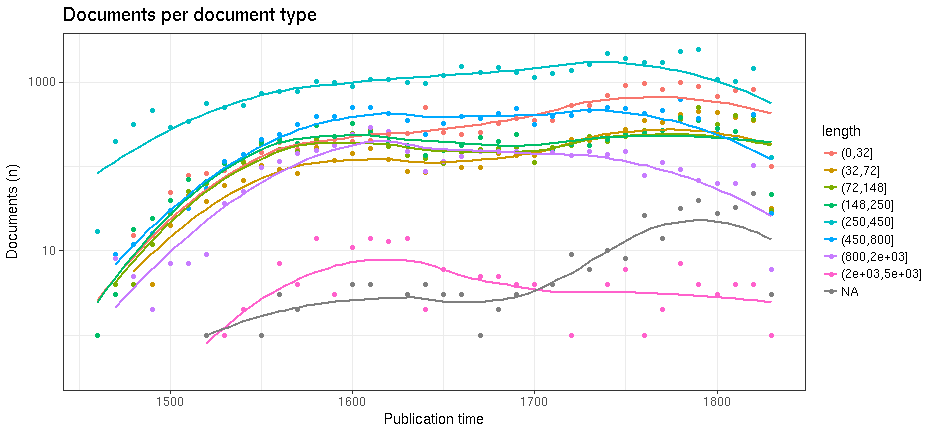 Documents per document type
Documents (n)
1000
10
1500
1600
1700
1800
Publication time
length
(0,32]
(32,72]
(72,148]
(148,250]
(250,450]
(450,800]
(800,2e+03]
(2e+03,5e+03]
NA